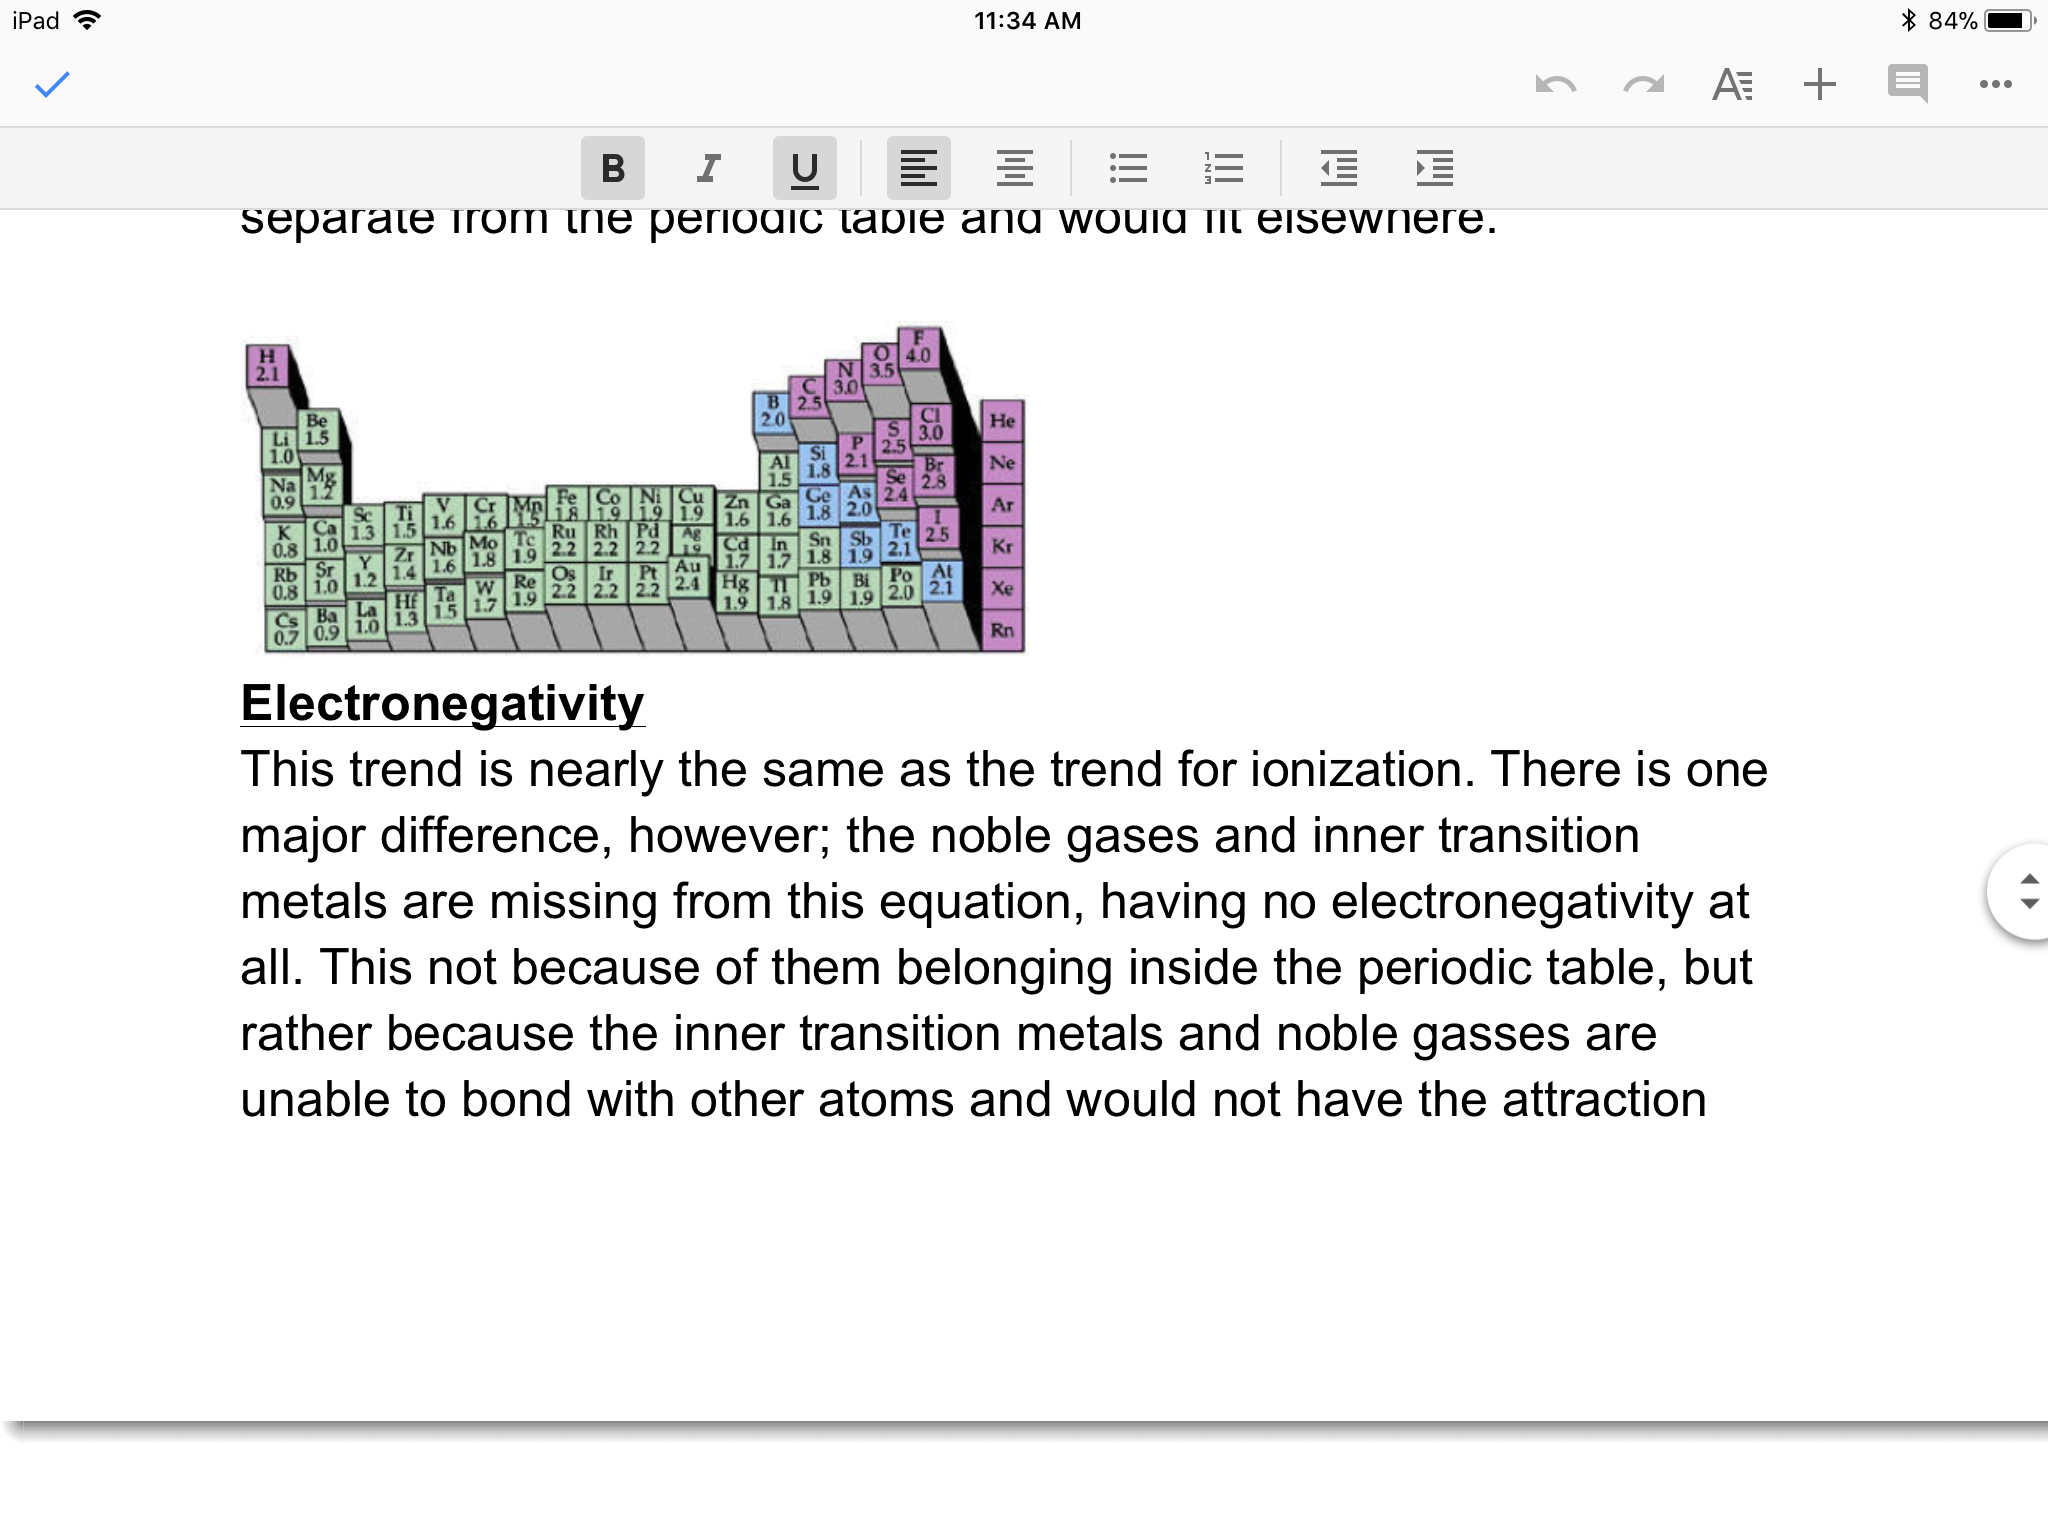 iPad 11:34 AM 84%
B I U
separate from the periodic table and would fit elsewhere.
H 2.1
F 4.0
O 3.5
N 3.0
C 2.5
B 2.0
Be 1.5
Li 1.0
Cl 3.0
S 2.5
P 2.1
Si 1.8
Al 1.5
He
Mg 1.2
Na 0.9
Br 2.8
Se 2.4
As 2.0
Ge 1.8
Ga 1.6
Zn 1.6
Cu 1.9
Ni 1.9
Co 1.9
Fe 1.8
Mn 1.5
Cr 1.6
V 1.6
Ti 1.5
Sc 1.3
Ca 1.0
K 0.8
Ne
Ar
I 2.5
Te 2.1
Sb 1.9
Sn 1.8
In 1.7
Cd 1.7
Ag 1.9
Pd 2.2
Rh 2.2
Ru 2.2
Tc 1.9
Mo 1.8
Nb 1.6
Zr 1.4
Y 1.2
Sr 1.0
Rb 0.8
Kr
At 2.1
Po 2.0
Bi 1.9
Pb 1.9
Tl 1.8
Hg 1.9
Au 2.4
Pt 2.2
Ir 2.2
Os 2.2
Re 1.9
W 1.7
Ta 1.5
Hf 1.3
La 1.0
Ba 0.9
Cs 0.7
Xe
Rn
Electronegativity
This trend is nearly the same as the trend for ionization. There is one
major difference, however; the noble gases and inner transition
metals are missing from this equation, having no electronegativity at
all. This not because of them belonging inside the periodic table, but
rather because the inner transition metals and noble gasses are
unable to bond with other atoms and would not have the attraction